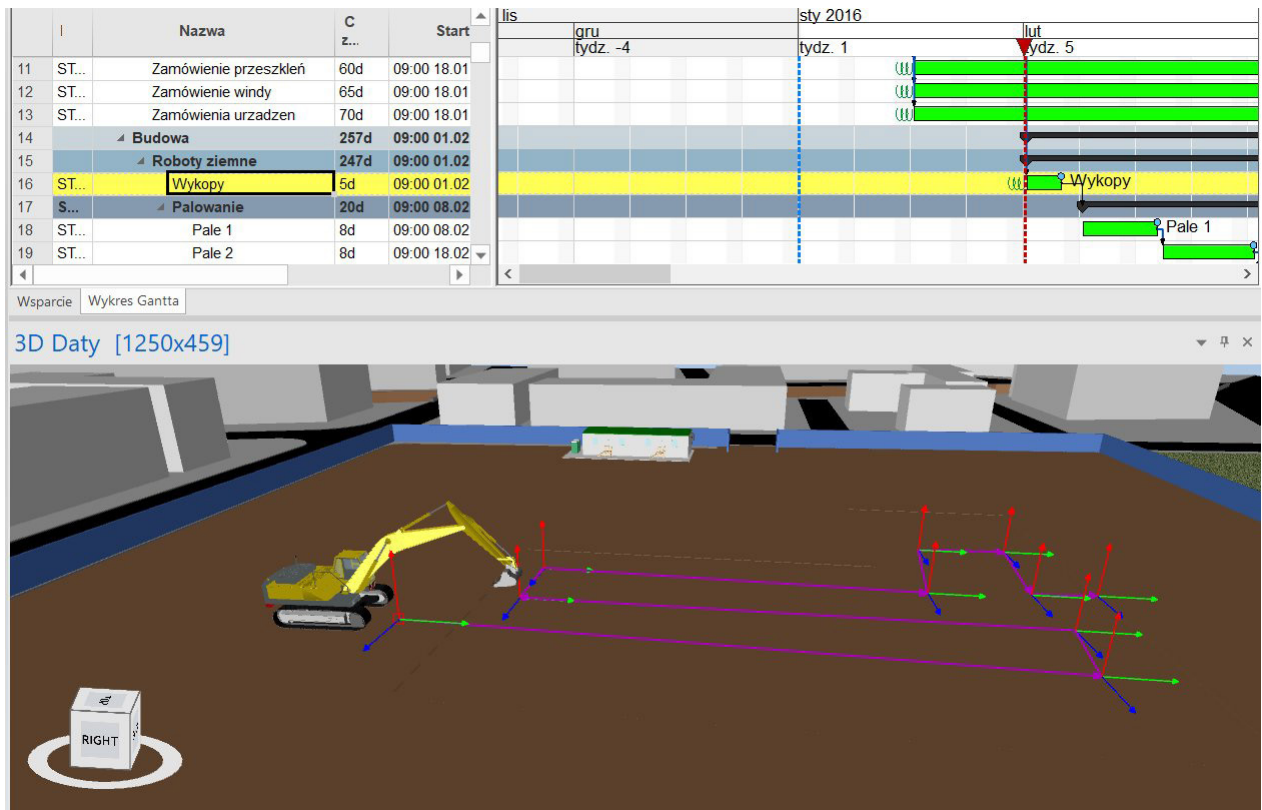 I Nazwa C z... Start
lis sty 2016
gru lut
tydz. -4 tydz. 1 tydz. 5
11 ST... Zamówienie przeszkleń 60d 09:00 18.01
12 ST... Zamówienie windy 65d 09:00 18.01
13 ST... Zamówienia urzadzen 70d 09:00 18.01
14 Budowa 257d 09:00 01.02
15 Roboty ziemne 247d 09:00 01.02
16 ST... Wykopy 5d 09:00 01.02 Wykopy
17 S... Palowanie 20d 09:00 08.02
18 ST... Pale 1 8d 09:00 08.02 Pale 1
19 ST... Pale 2 8d 09:00 18.02
Wsparcie Wykres Gantta
3D Daty [1250x459]
RIGHT